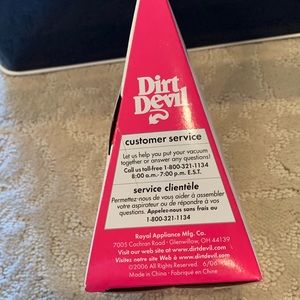 Dirt
Devil
customer service
Let us help you put your vacuum
together or answer any questions!
Call us toll-free 1-800-321-1134
8:00 a.m.-7:00 p.m. E.S.T.
service clientèle
Permettez-nous de vous aider à assembler
votre aspirateur ou de répondre à vos
questions. Appelez-nous sans frais au
1-800-321-1134
Royal Appliance Mfg. Co.
7005 Cochran Road · Glenwillow, OH 44139
Visit our web site at www.dirtdevil.com
Visitez notre site Web à www.dirtdevil.com
©2006 All Rights Reserved. 6/06
Made in China · Fabriqué en Chine